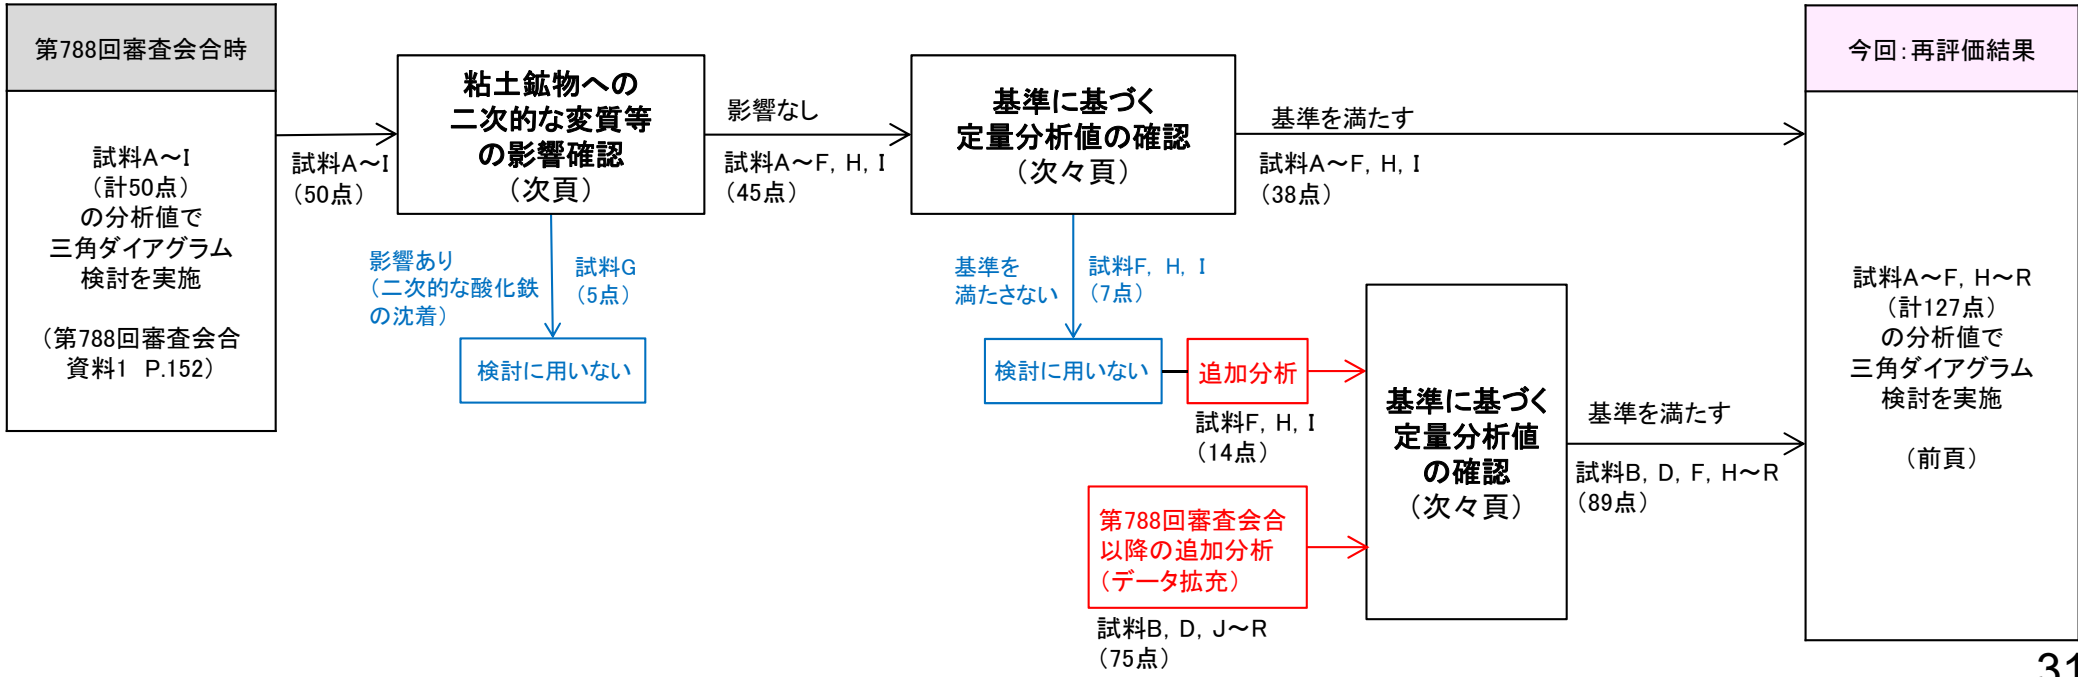 第788回審査会合時
試料A～I
（計50点）
の分析値で
三角ダイアグラム
検討を実施
（第788回審査会合
資料1 P.152）
試料A～I
（50点）
粘土鉱物への
二次的な変質等
の影響確認
（次頁）
影響あり
（二次的な酸化鉄
の沈着）
試料G
（5点）
検討に用いない
影響なし
試料A～F, H, I
（45点）
基準に基づく
定量分析値の確認
（次々頁）
基準を
満たさない
試料F, H, I
（7点）
検討に用いない
追加分析
試料F, H, I
（14点）
第788回審査会合
以降の追加分析
（データ拡充）
試料B, D, J～R
（75点）
基準を満たす
試料A～F, H, I
（38点）
基準に基づく
定量分析値
の確認
（次々頁）
基準を満たす
試料B, D, F, H～R
（89点）
今回：再評価結果
試料A～F, H～R
（計127点）
の分析値で
三角ダイアグラム
検討を実施
（前頁）
31